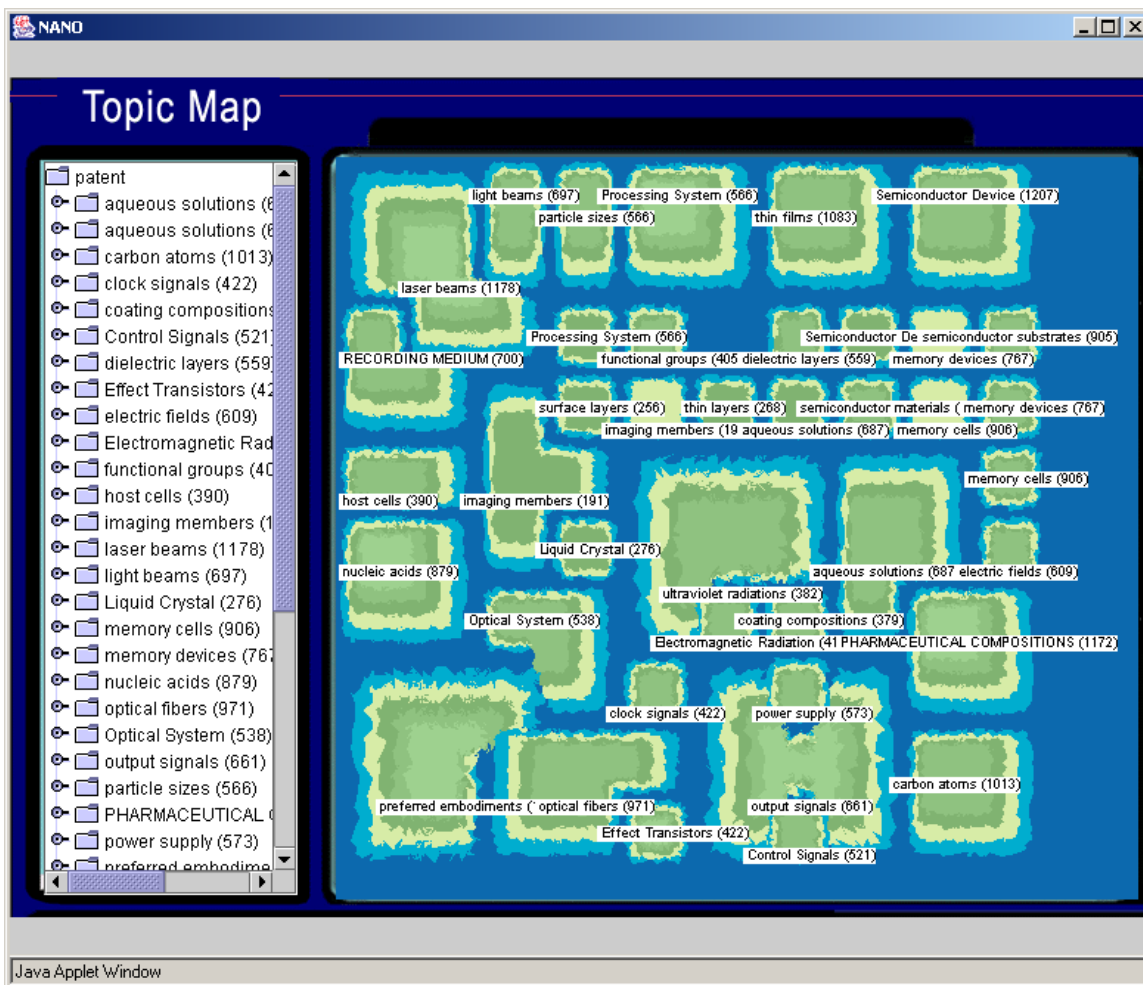 NANO
Topic Map
patent
aqueous solutions (6
aqueous solutions (6
carbon atoms (1013)
clock signals (422)
coating compositions
Control Signals (521)
dielectric layers (559)
Effect Transistors (42
electric fields (609)
Electromagnetic Rad
functional groups (40
host cells (390)
imaging members (1
laser beams (1178)
light beams (697)
Liquid Crystal (276)
memory cells (906)
memory devices (767
nucleic acids (879)
optical fibers (971)
Optical System (538)
output signals (661)
particle sizes (566)
PHARMACEUTICAL C
power supply (573)
preferred embodime
light beams (697) Processing System (566) Semiconductor Device (1207)
particle sizes (566) thin films (1083)
laser beams (1178)
Processing System (566) Semiconductor De semiconductor substrates (905)
RECORDING MEDIUM (700) functional groups (405 dielectric layers (559) memory devices (767)
surface layers (256) thin layers (268) semiconductor materials ( memory devices (767)
imaging members (19 aqueous solutions (687) memory cells (906)
memory cells (906)
host cells (390) imaging members (191)
Liquid Crystal (276)
nucleic acids (879) aqueous solutions (687 electric fields (609)
ultraviolet radiations (382)
Optical System (538) coating compositions (379)
Electromagnetic Radiation (41 PHARMACEUTICAL COMPOSITIONS (1172)
clock signals (422) power supply (573)
carbon atoms (1013)
preferred embodiments ( optical fibers (971) output signals (661)
Effect Transistors (422)
Control Signals (521)
Java Applet Window